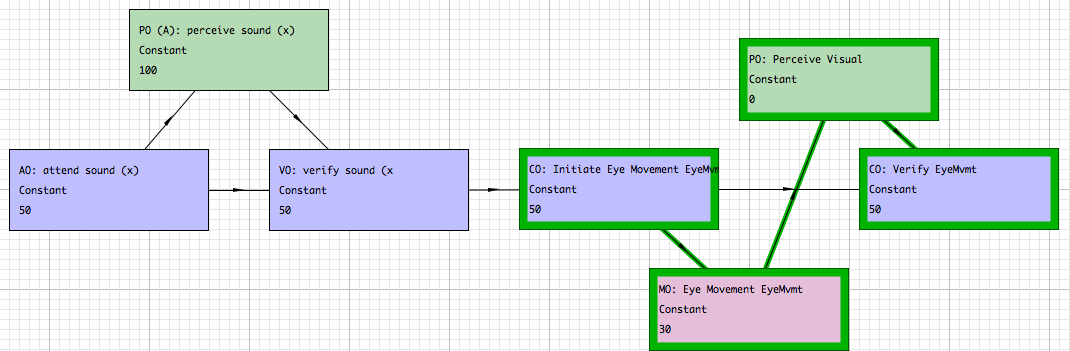 PO (A): perceive sound (x)
Constant
100
AO: attend sound (x)
Constant
50
VO: verify sound (x
Constant
50
CO: Initiate Eye Movement EyeMvm
Constant
50
MO: Eye Movement EyeMvmt
Constant
30
PO: Perceive Visual
Constant
0
CO: Verify EyeMvmt
Constant
50